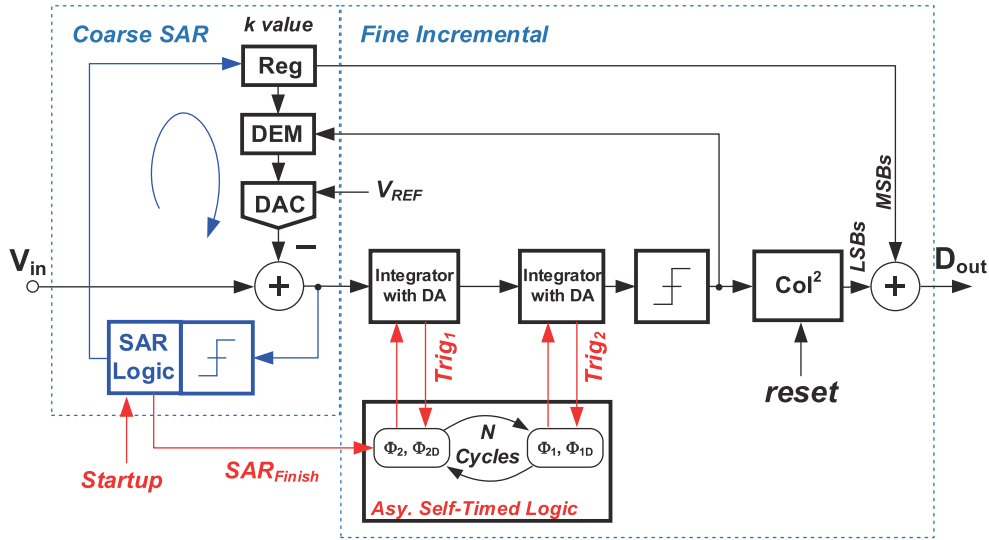 Coarse SAR
k value
Fine Incremental
Reg
DEM
DAC
V_REF
−
MSBs
LSBs
V_in
+
Integrator
with DA
Integrator
with DA
Col²
+
D_out
SAR
Logic
Trig₁
Trig₂
reset
Φ₂, Φ_2D
N
Cycles
Φ₁, Φ_1D
Startup
SAR_Finish
Asy. Self-Timed Logic